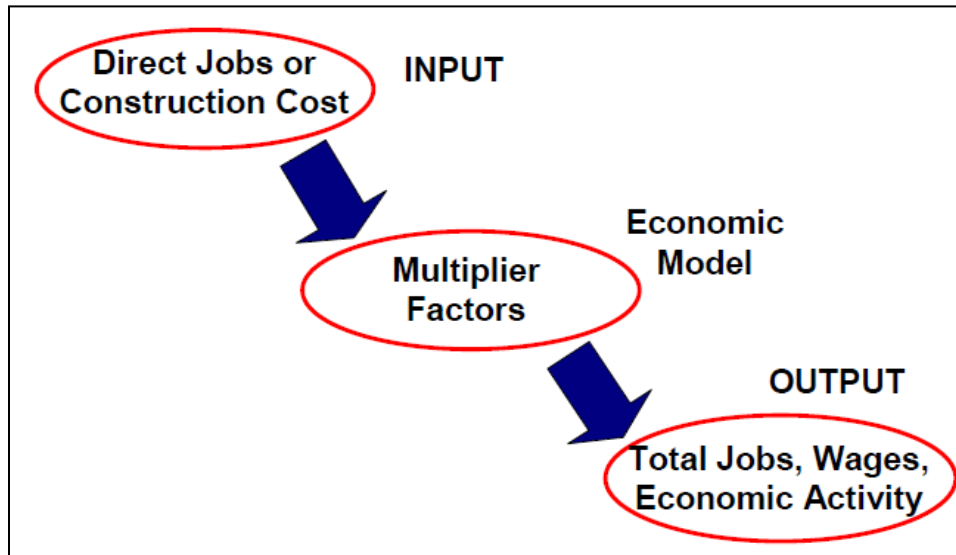 Direct Jobs or
Construction Cost
INPUT
Multiplier
Factors
Economic
Model
OUTPUT
Total Jobs, Wages,
Economic Activity